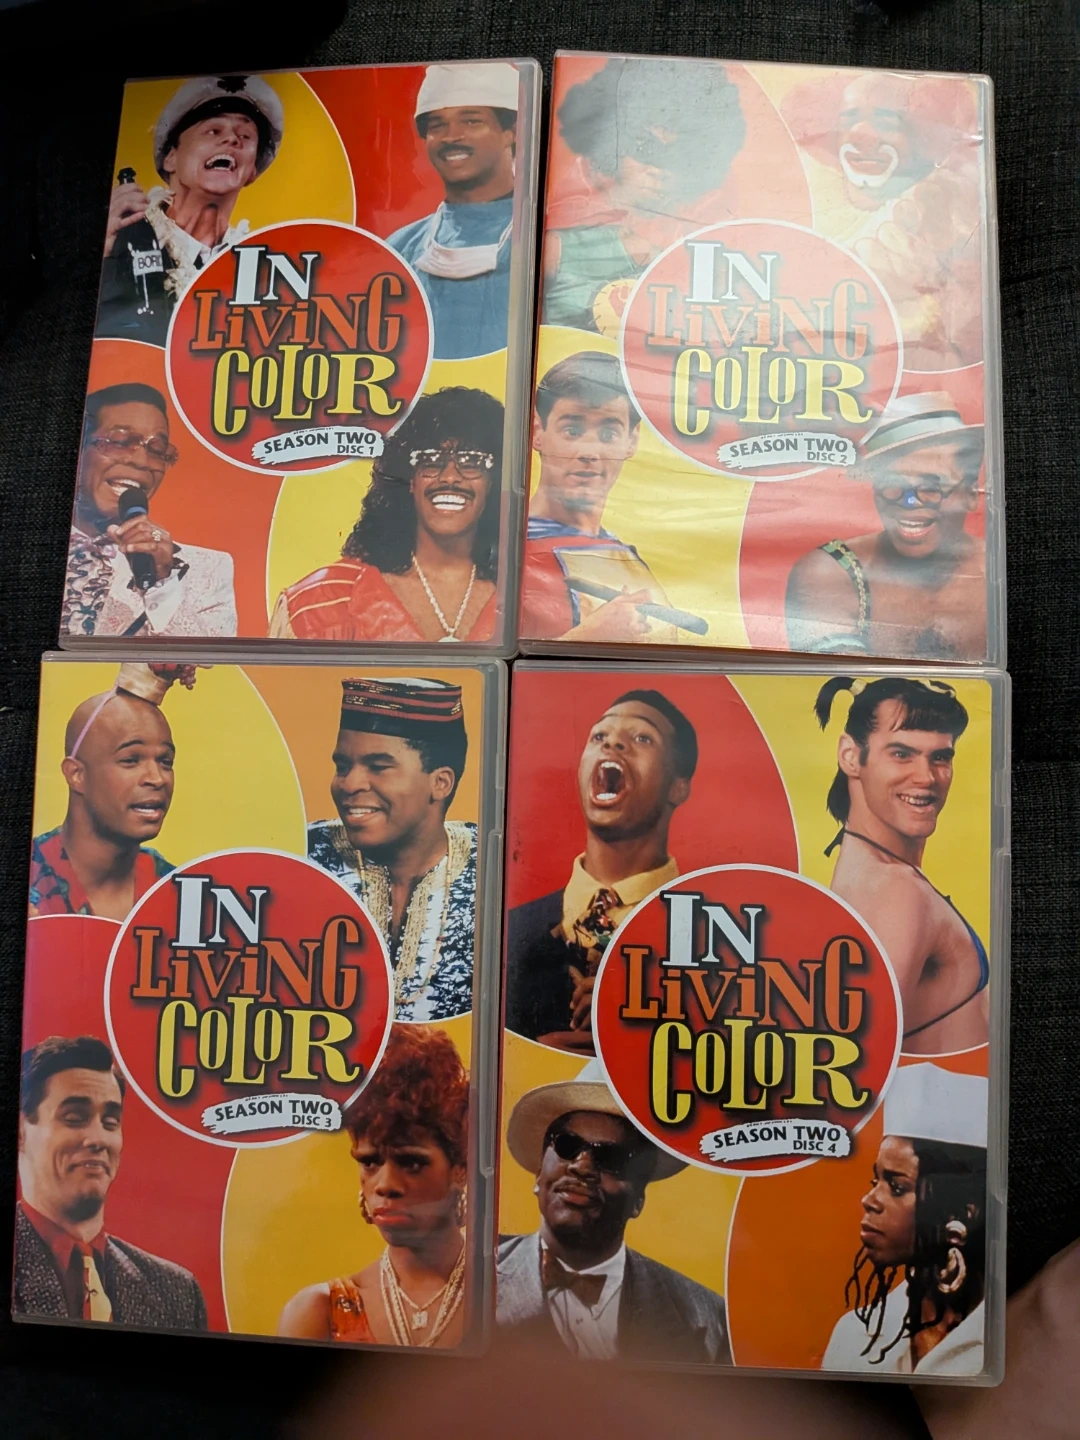 BORD
IN
LiViNG
COLOR
SEASON TWO
DISC 1
IN
LiViNG
COLOR
SEASON TWO
DISC 2
IN
LiViNG
COLOR
SEASON TWO
DISC 3
IN
LiViNG
COLOR
SEASON TWO
DISC 4